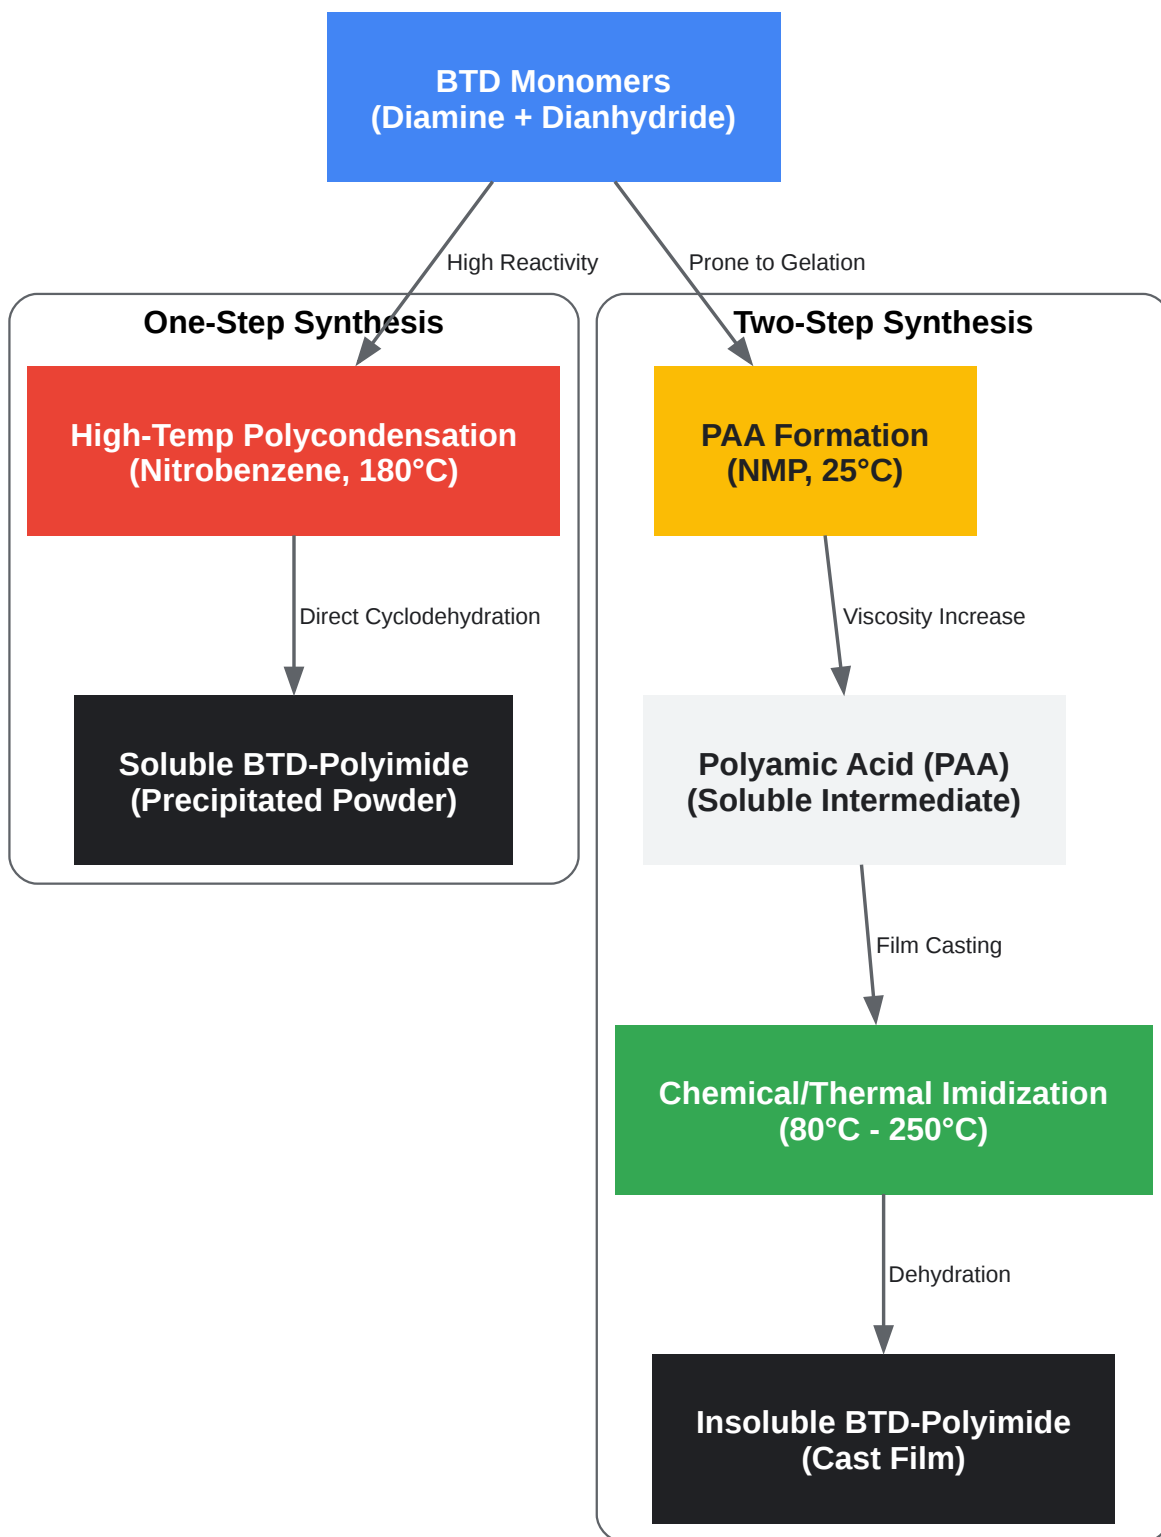 BTD Monomers
(Diamine + Dianhydride)
High Reactivity
Prone to Gelation
One-Step Synthesis
High-Temp Polycondensation
(Nitrobenzene, 180°C)
Direct Cyclodehydration
Soluble BTD-Polyimide
(Precipitated Powder)
Two-Step Synthesis
PAA Formation
(NMP, 25°C)
Viscosity Increase
Polyamic Acid (PAA)
(Soluble Intermediate)
Film Casting
Chemical/Thermal Imidization
(80°C - 250°C)
Dehydration
Insoluble BTD-Polyimide
(Cast Film)